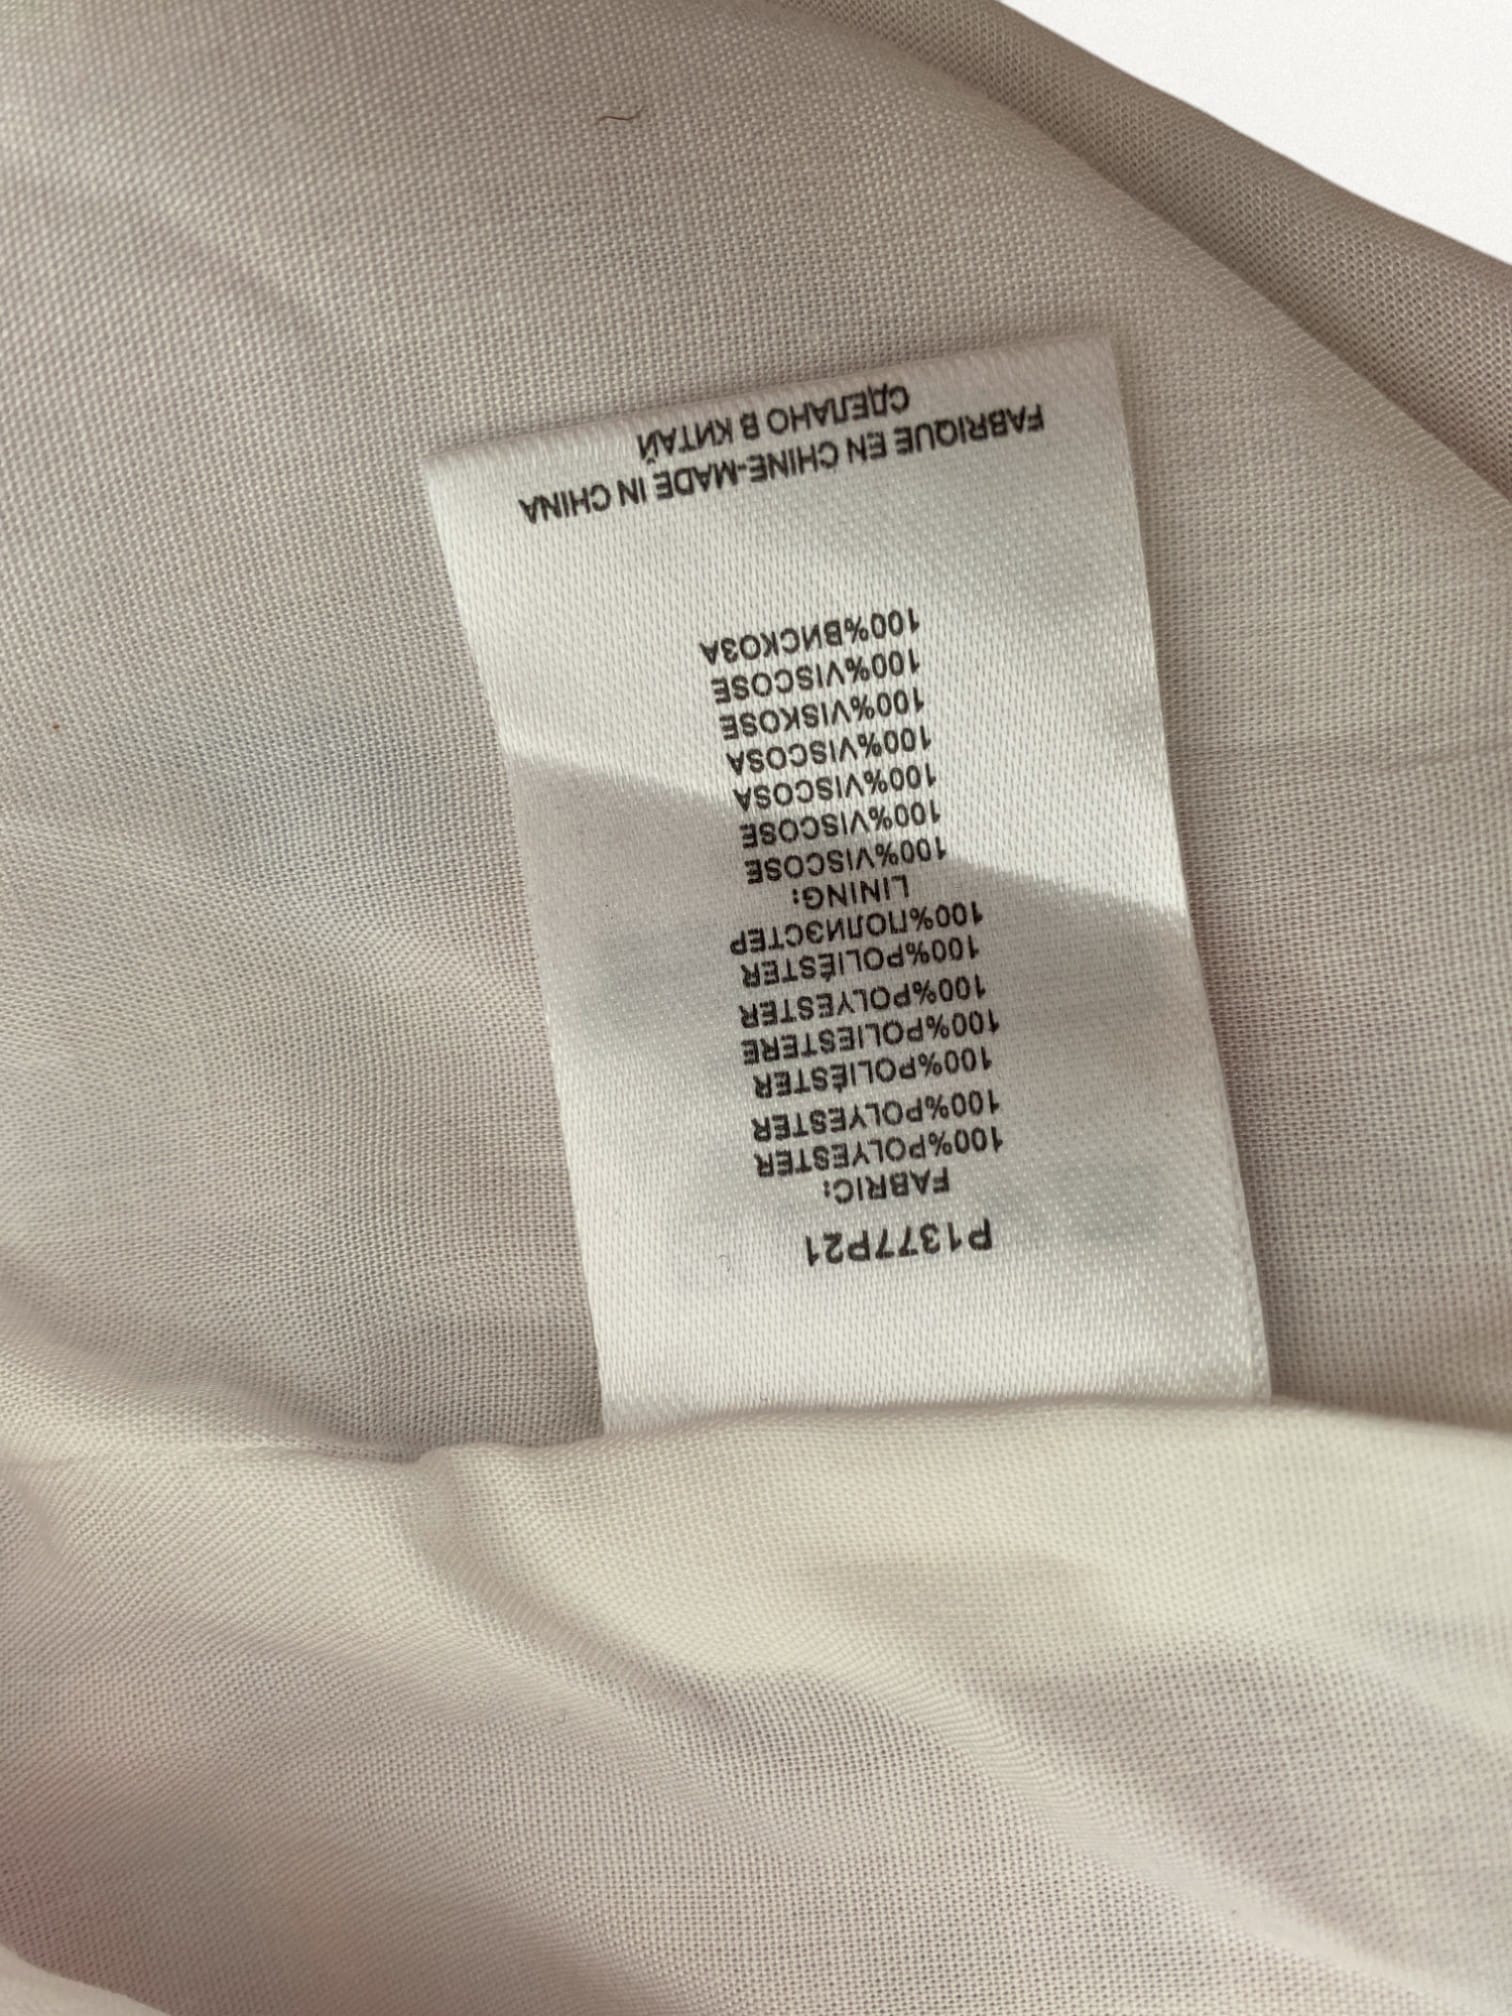 P1377P21
FABRIC:
100%POLYESTER
100%POLYESTER
100%POLIÉSTER
100%POLIESTERE
100%POLYESTER
100%POLIÉSTER
100%ПОЛИЭСТЕР
LINING:
100%VISCOSE
100%VISCOSE
100%VISCOSA
100%VISCOSA
100%VISKOSE
100%VISCOSE
100%ВИСКОЗА
FABRIQUE EN CHINE-MADE IN CHINA
СДЕЛАНО В КИТАЙ